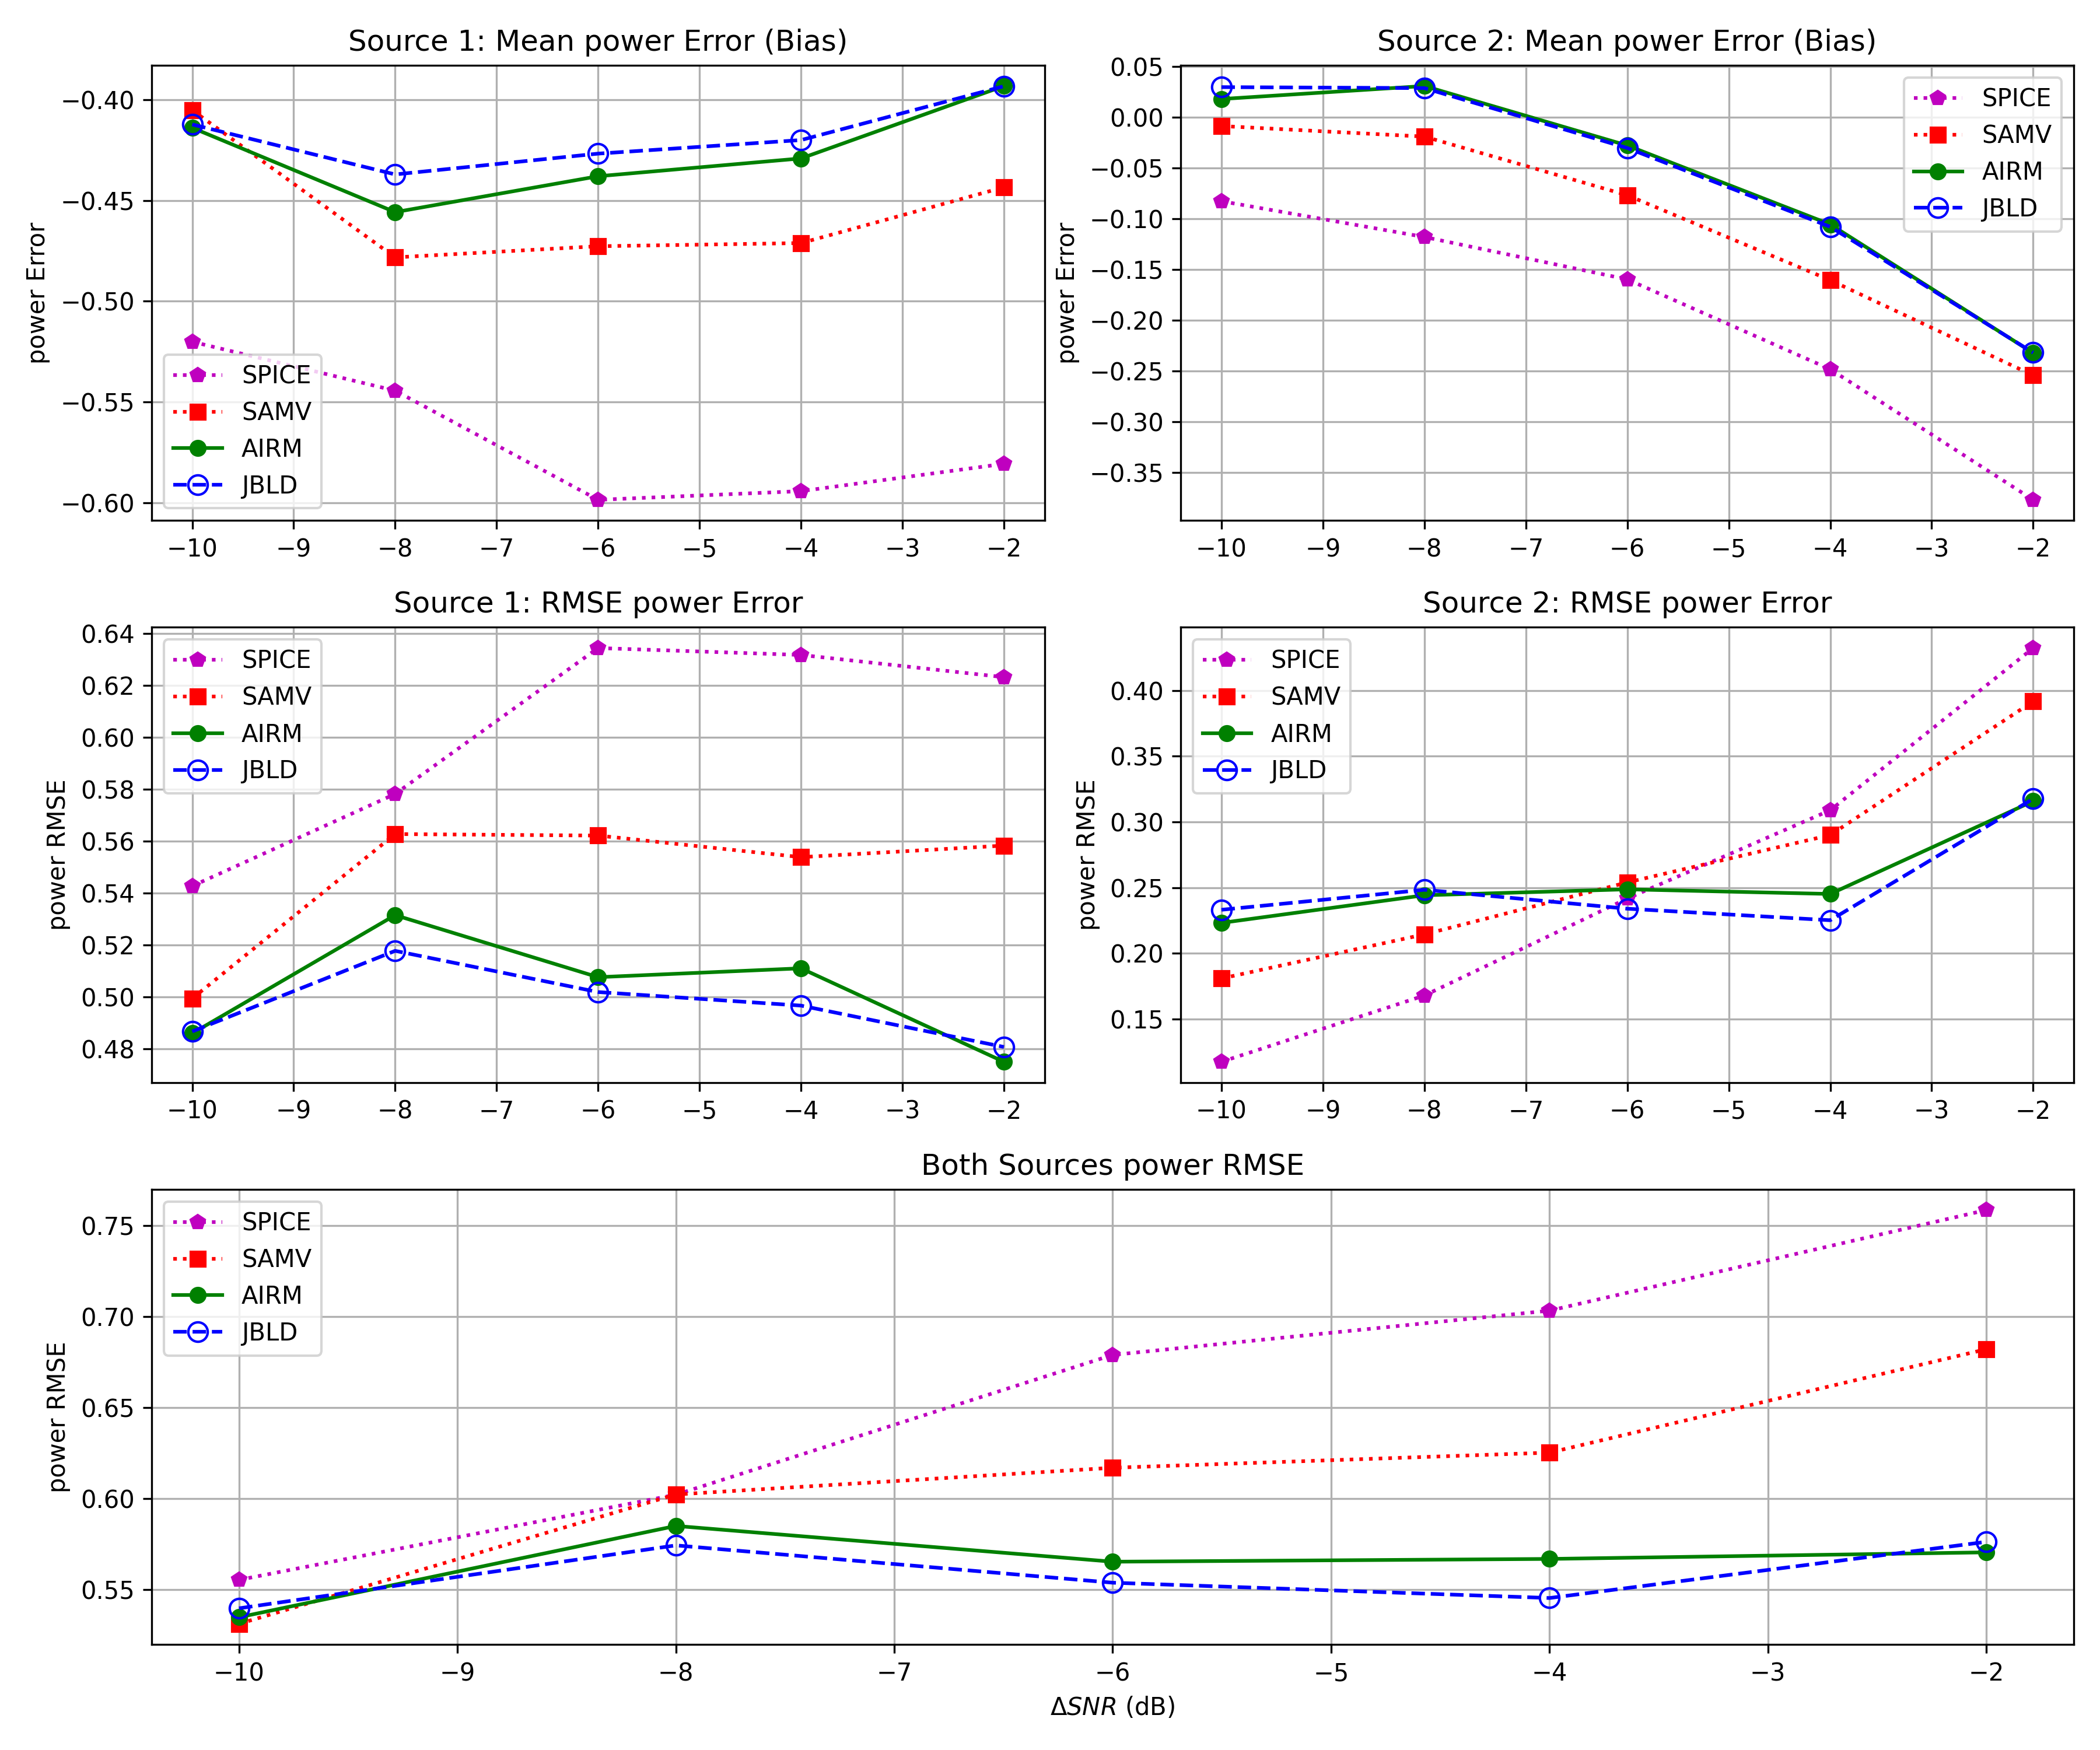 Source 1: Mean power Error (Bias)
power Error
−0.40
−0.45
−0.50
−0.55
−0.60
SPICE
SAMV
AIRM
JBLD
−10 −9 −8 −7 −6 −5 −4 −3 −2
Source 2: Mean power Error (Bias)
power Error
0.05
0.00
−0.05
−0.10
−0.15
−0.20
−0.25
−0.30
−0.35
SPICE
SAMV
AIRM
JBLD
−10 −9 −8 −7 −6 −5 −4 −3 −2
Source 1: RMSE power Error
power RMSE
0.64
0.62
0.60
0.58
0.56
0.54
0.52
0.50
0.48
SPICE
SAMV
AIRM
JBLD
−10 −9 −8 −7 −6 −5 −4 −3 −2
Source 2: RMSE power Error
power RMSE
0.40
0.35
0.30
0.25
0.20
0.15
SPICE
SAMV
AIRM
JBLD
−10 −9 −8 −7 −6 −5 −4 −3 −2
Both Sources power RMSE
power RMSE
0.75
0.70
0.65
0.60
0.55
SPICE
SAMV
AIRM
JBLD
−10 −9 −8 −7 −6 −5 −4 −3 −2
ΔSNR (dB)